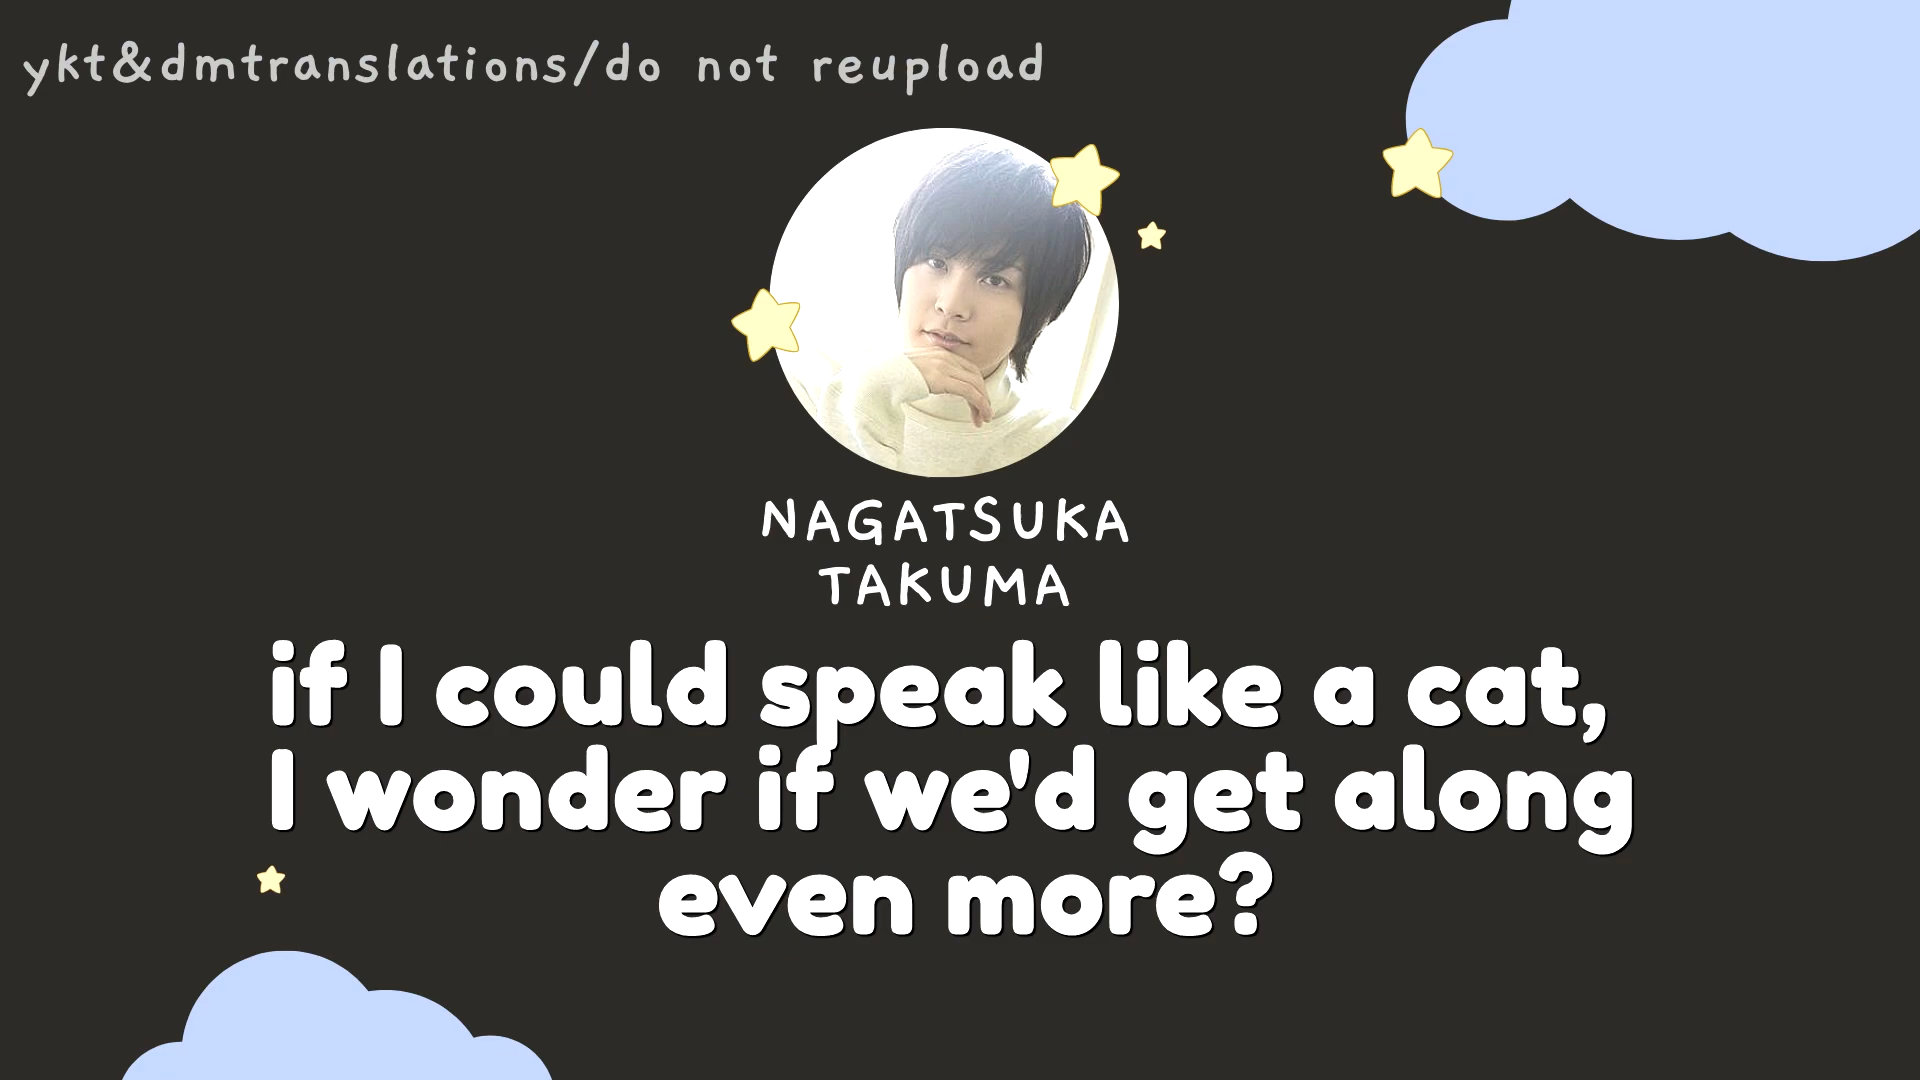 ykt&dmtranslations/do not reupload
NAGATSUKA
TAKUMA
if I could speak like a cat,
I wonder if we'd get along
even more?